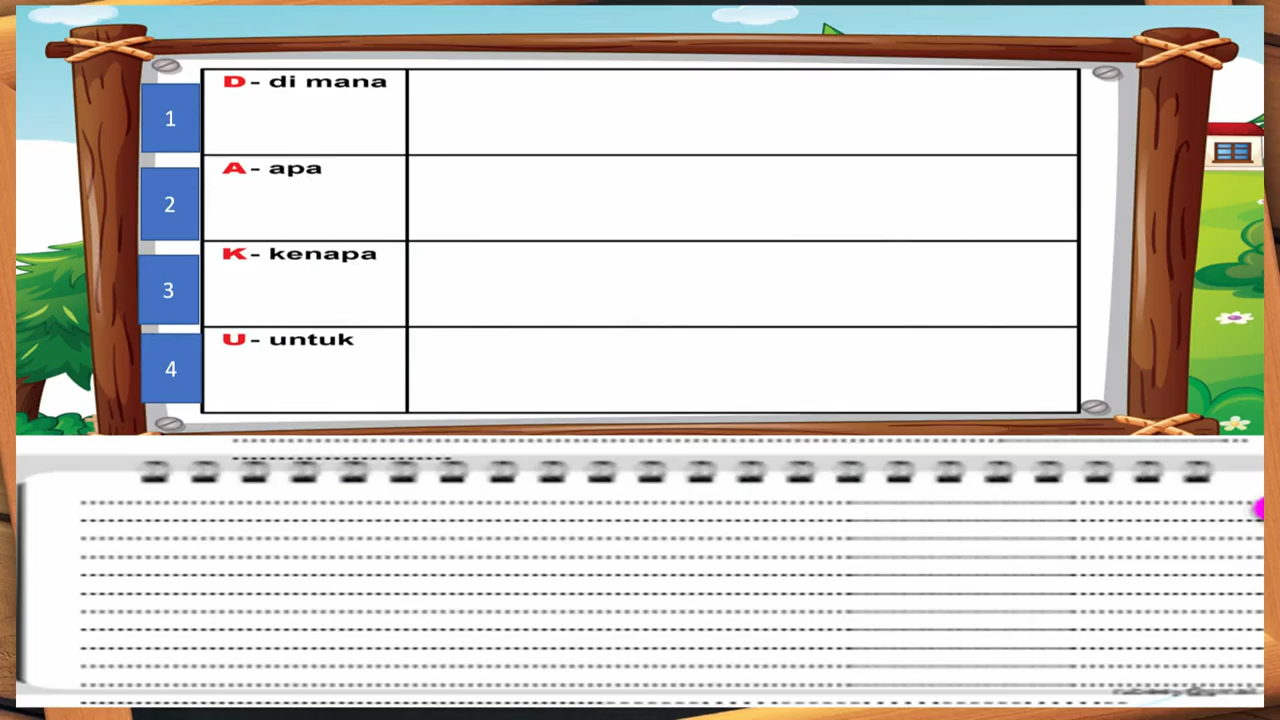 1 D - di mana
2 A - apa
3 K - kenapa
4 U - untuk